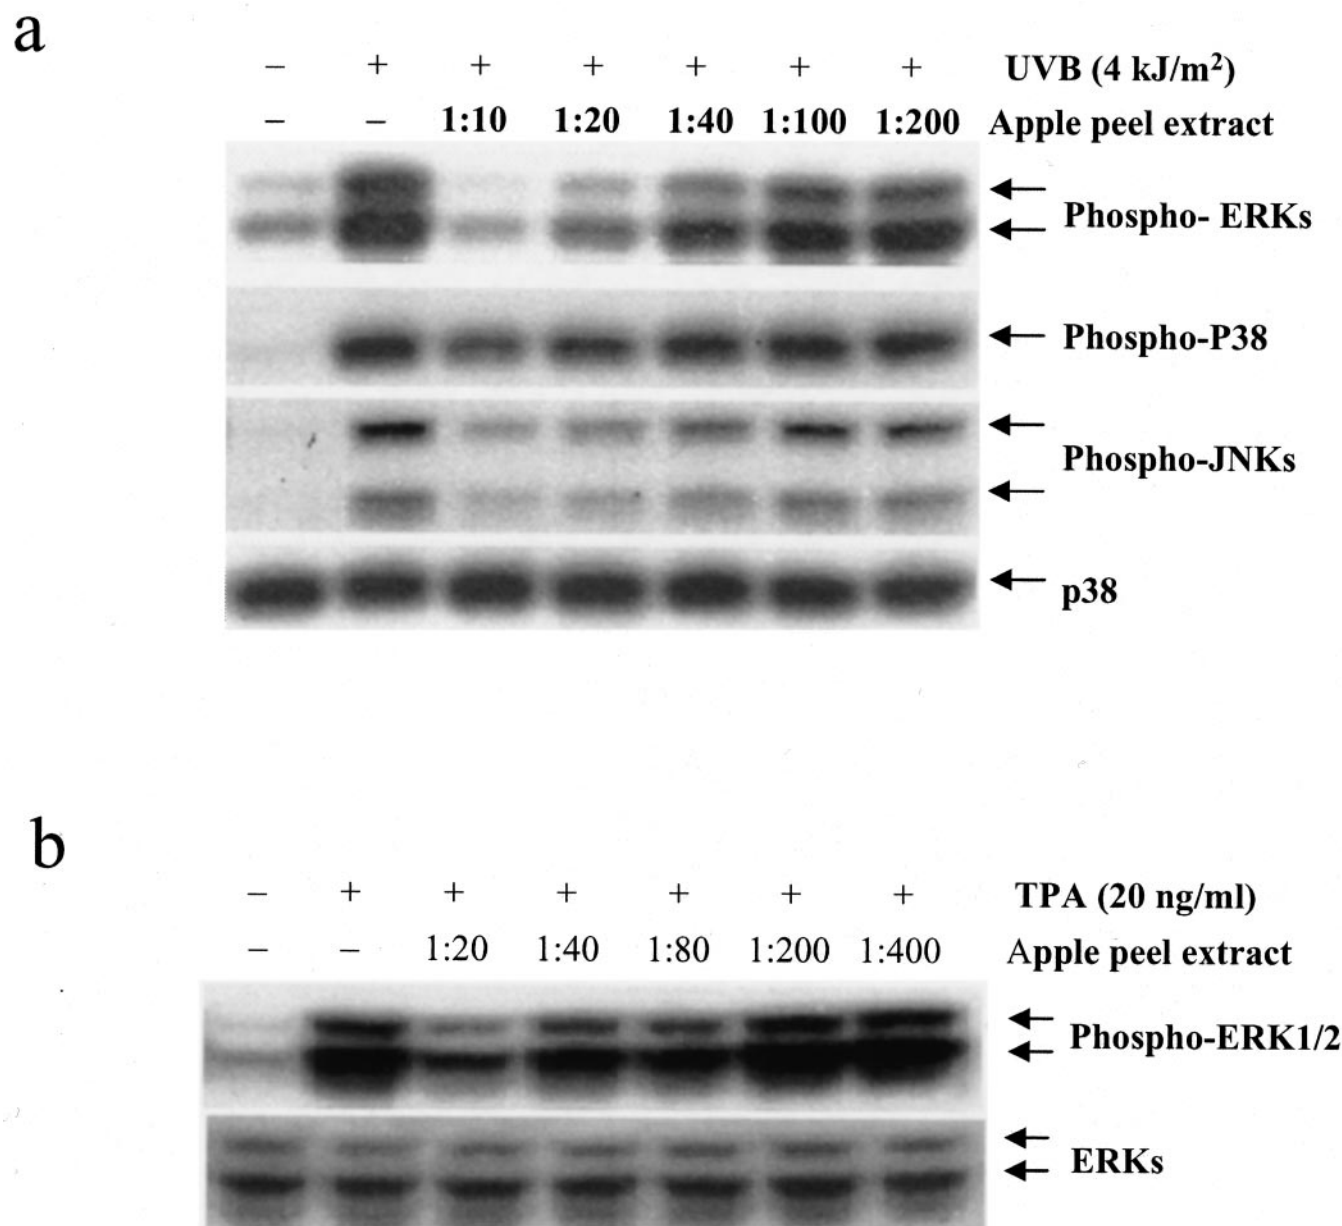 a
– + + + + + + UVB (4 kJ/m²)
– – 1:10 1:20 1:40 1:100 1:200 Apple peel extract
Phospho- ERKs
Phospho-P38
Phospho-JNKs
p38
b
– + + + + + + TPA (20 ng/ml)
– – 1:20 1:40 1:80 1:200 1:400 Apple peel extract
Phospho-ERK1/2
ERKs